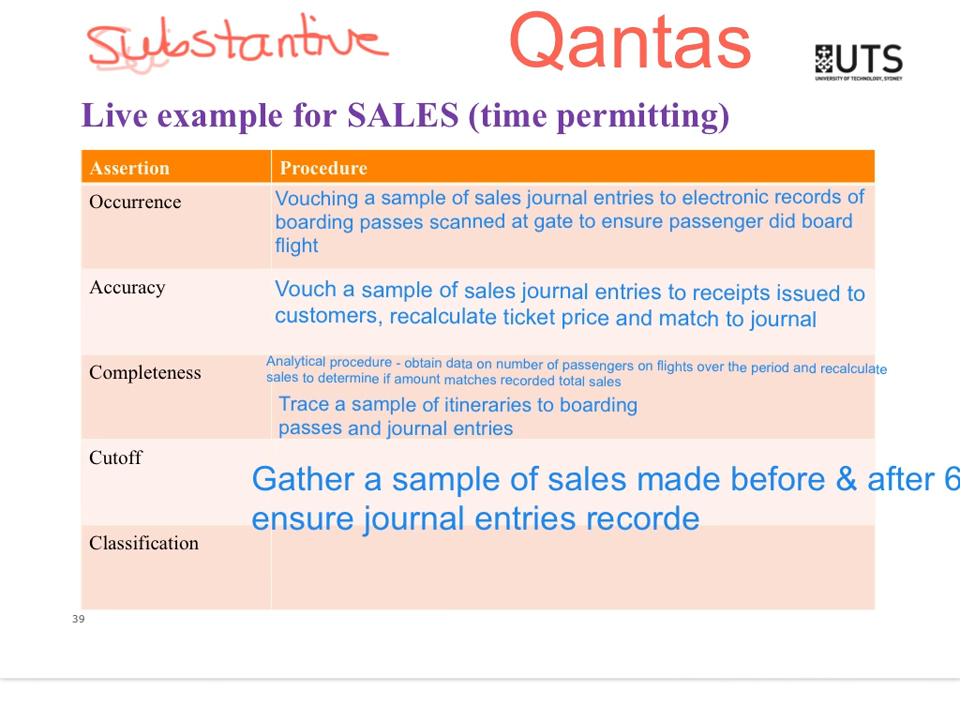 Substantive
Qantas
UTS
UNIVERSITY OF TECHNOLOGY, SYDNEY
Live example for SALES (time permitting)
Assertion Procedure
Occurrence
Vouching a sample of sales journal entries to electronic records of
boarding passes scanned at gate to ensure passenger did board
flight
Accuracy
Vouch a sample of sales journal entries to receipts issued to
customers, recalculate ticket price and match to journal
Completeness
Analytical procedure - obtain data on number of passengers on flights over the period and recalculate
sales to determine if amount matches recorded total sales
Trace a sample of itineraries to boarding
passes and journal entries
Cutoff
Gather a sample of sales made before & after 6
ensure journal entries recorde
Classification
39